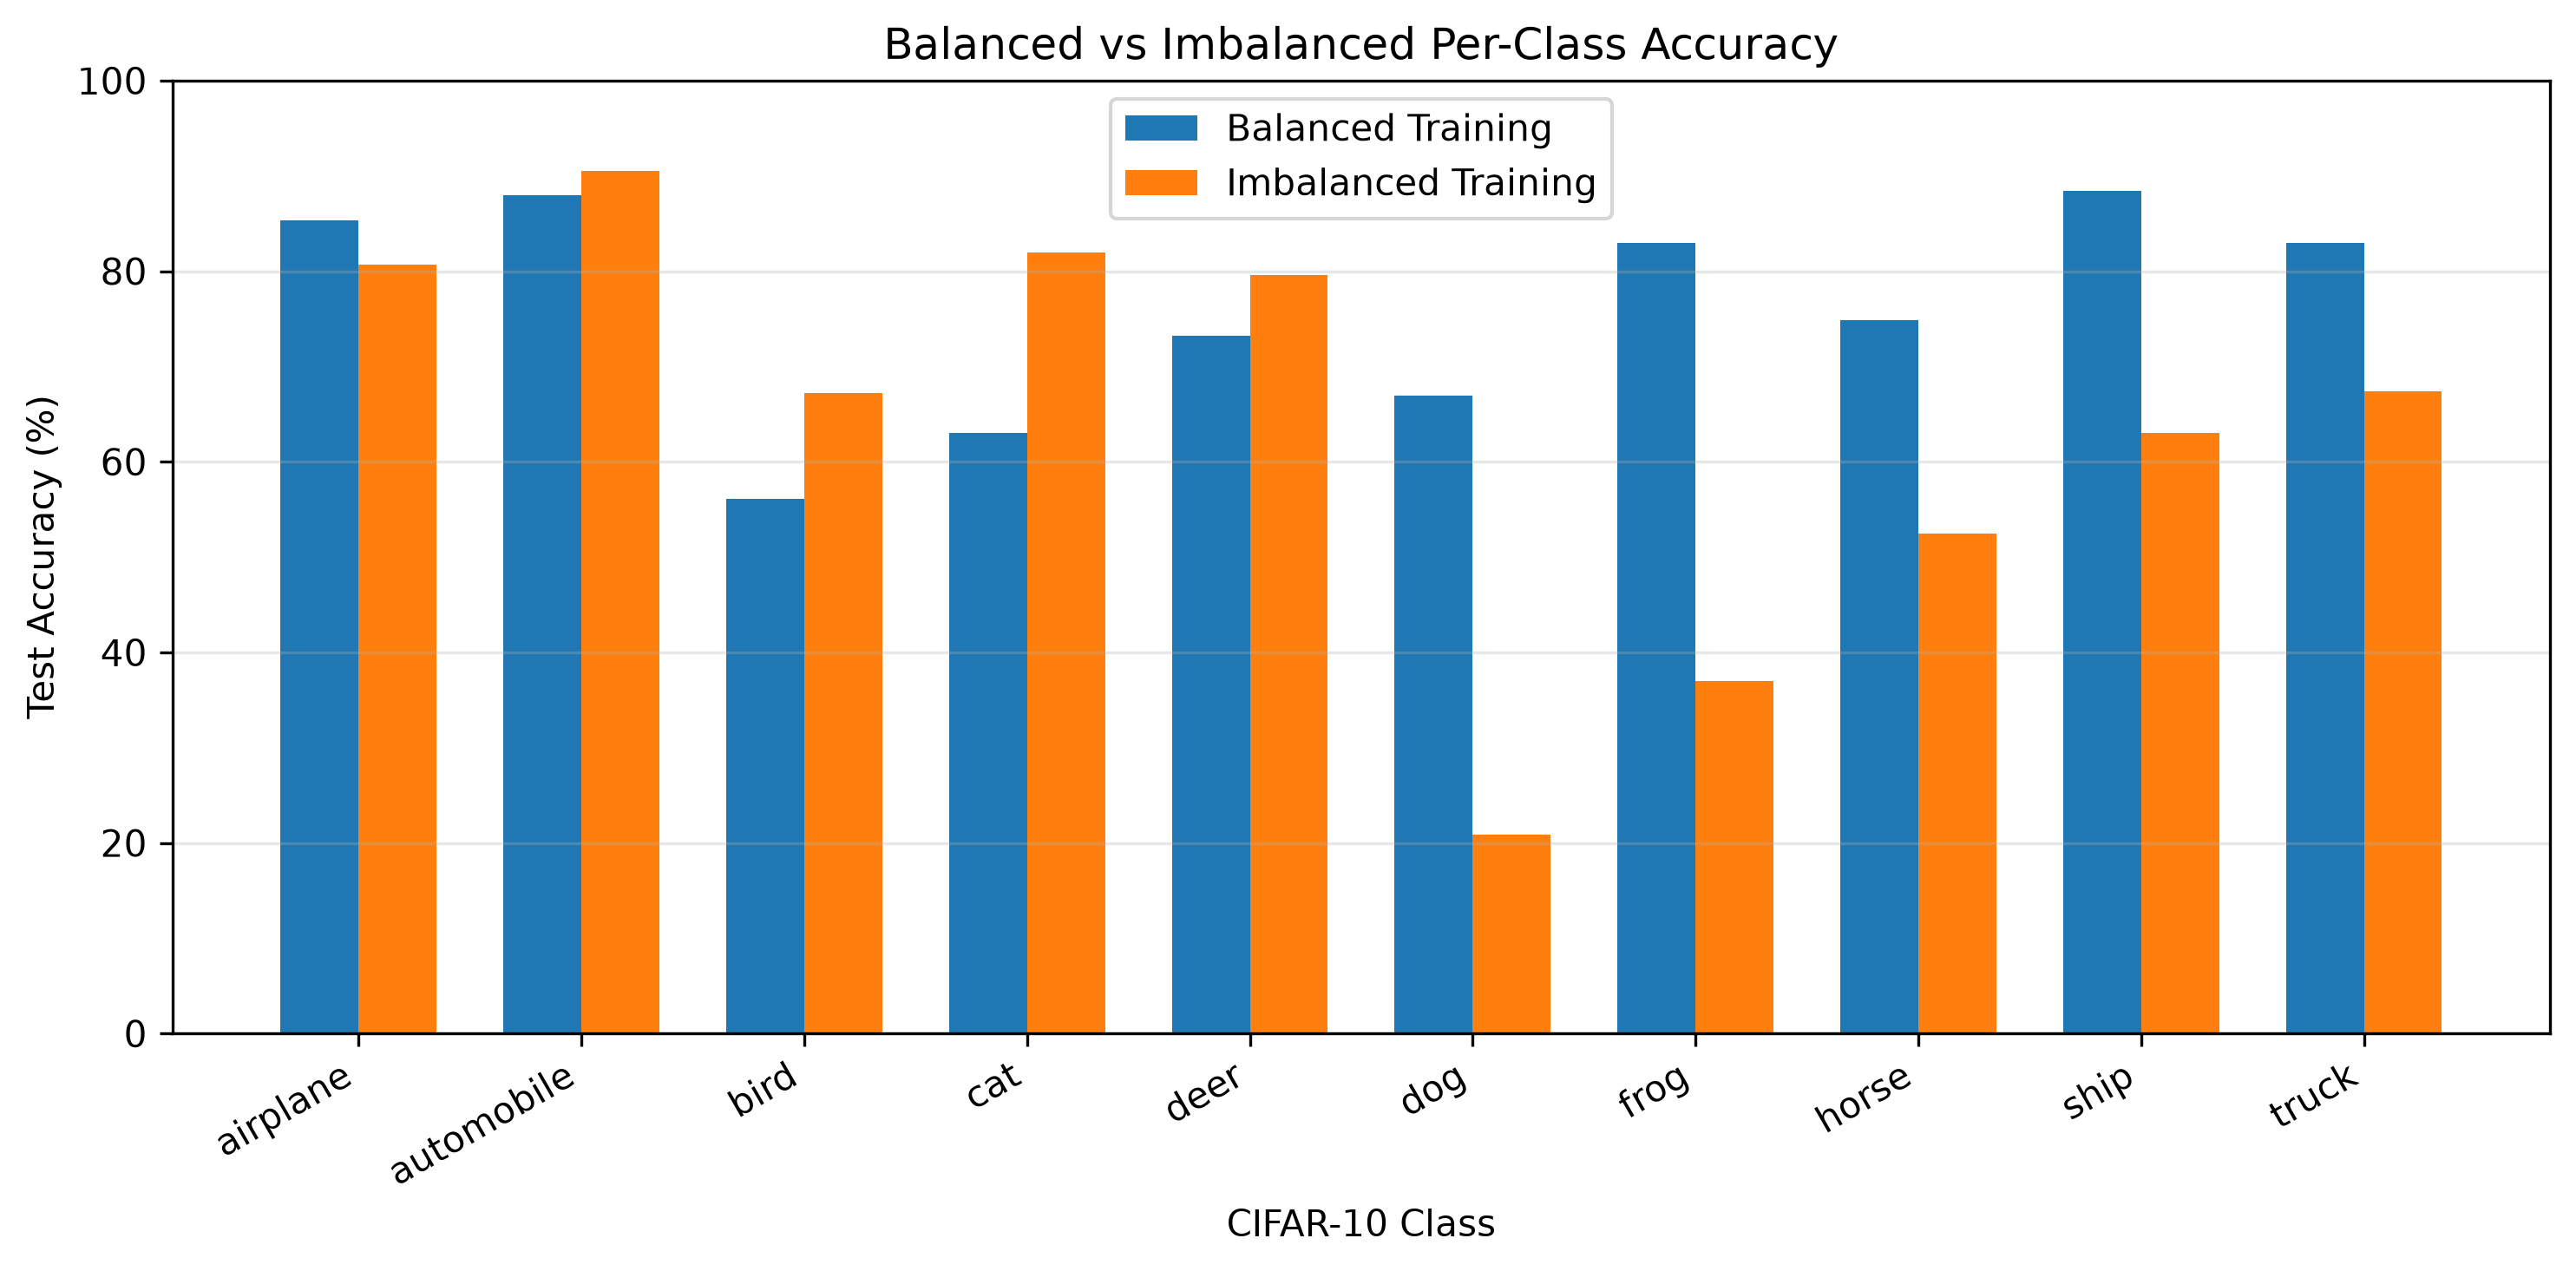 Balanced vs Imbalanced Per-Class Accuracy
Balanced Training
Imbalanced Training
Test Accuracy (%)
100
80
60
40
20
0
airplane
automobile
bird
cat
deer
dog
frog
horse
ship
truck
CIFAR-10 Class